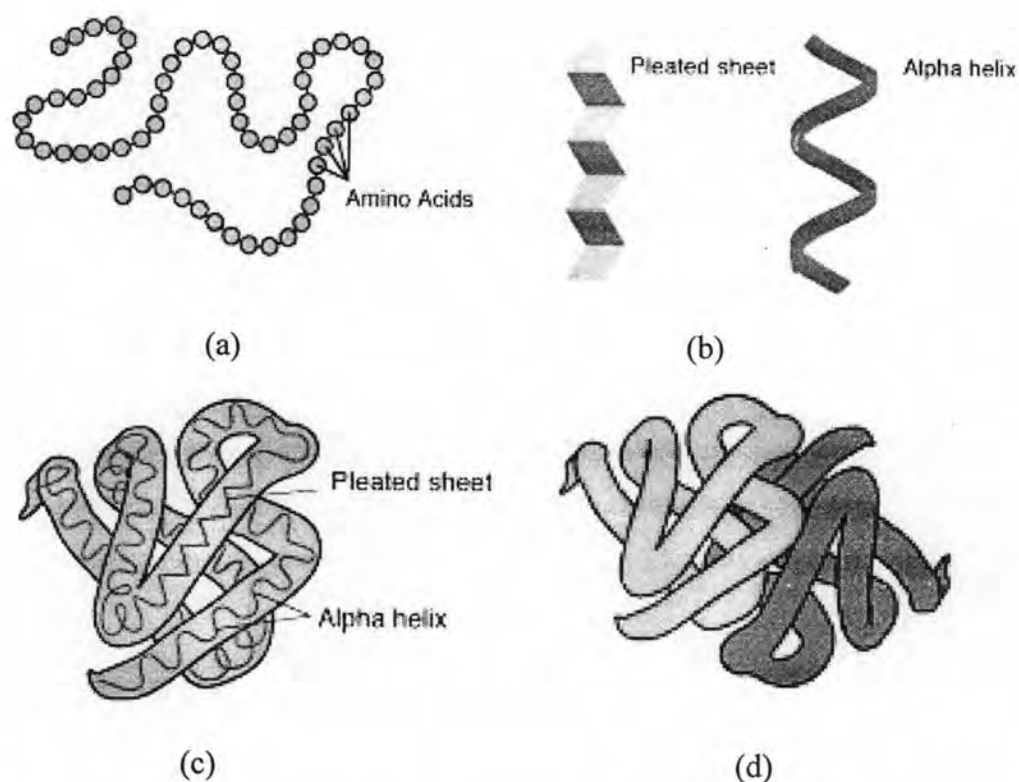 Pleated sheet
Alpha helix
Amino Acids
(a)
(b)
Pleated sheet
Alpha helix
(c)
(d)